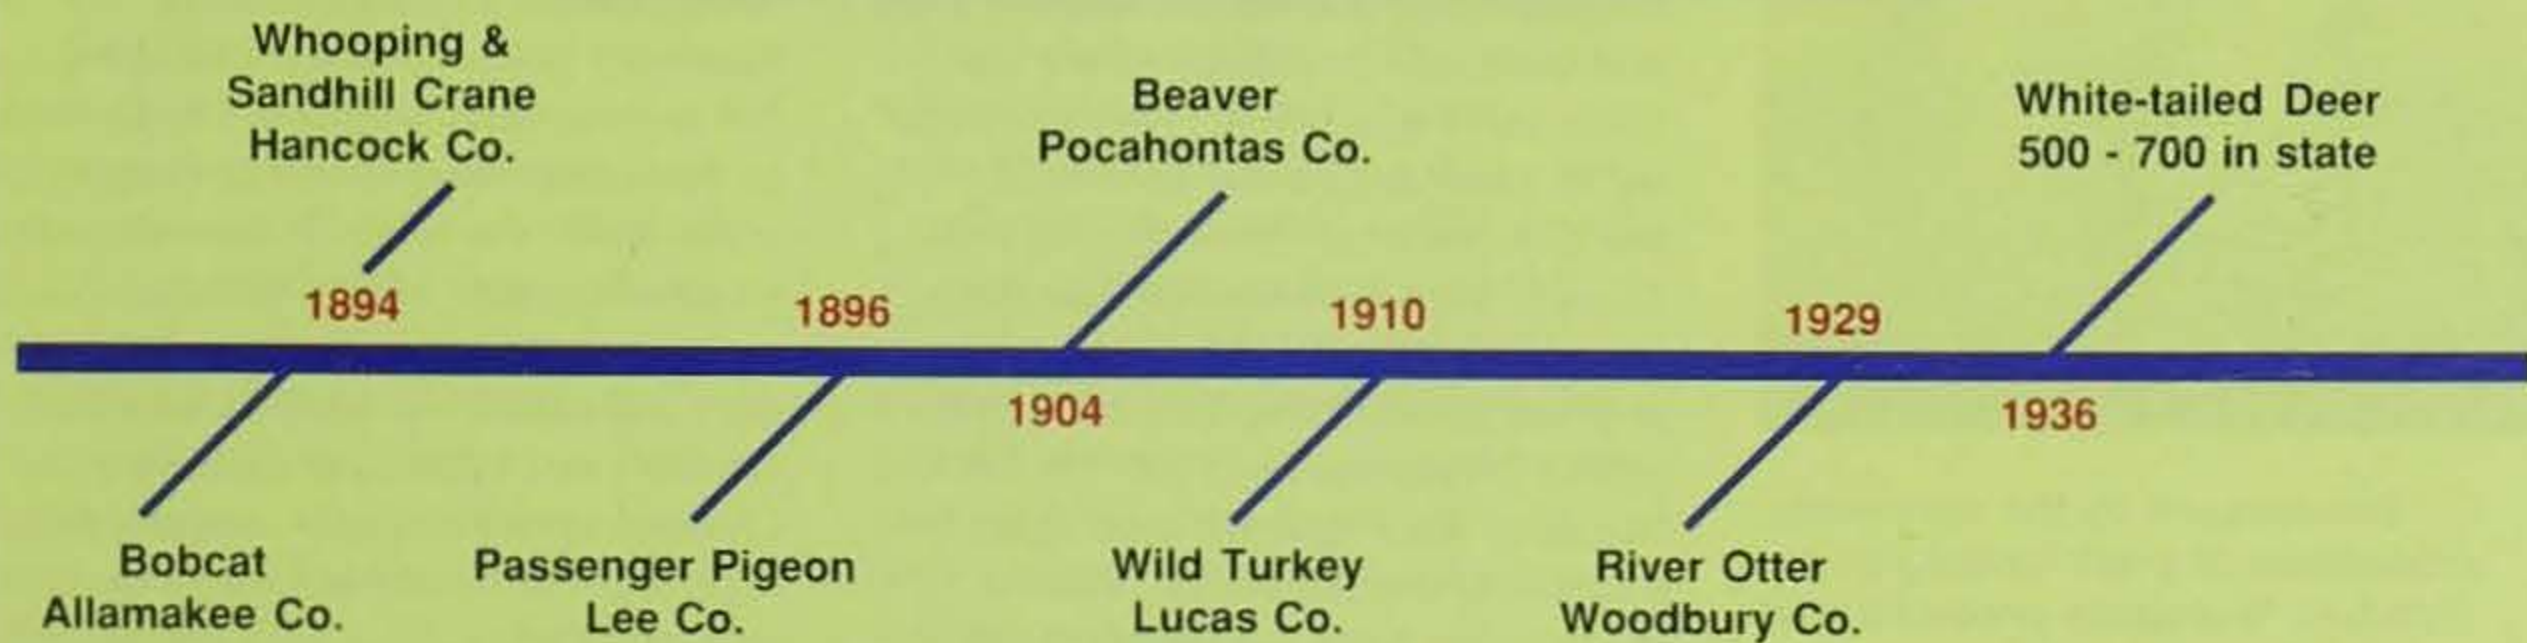 Whooping &
Sandhill Crane
Hancock Co.
Beaver
Pocahontas Co.
White-tailed Deer
500 - 700 in state
1894
1896
1910
1929
1904
1936
Bobcat
Allamakee Co.
Passenger Pigeon
Lee Co.
Wild Turkey
Lucas Co.
River Otter
Woodbury Co.